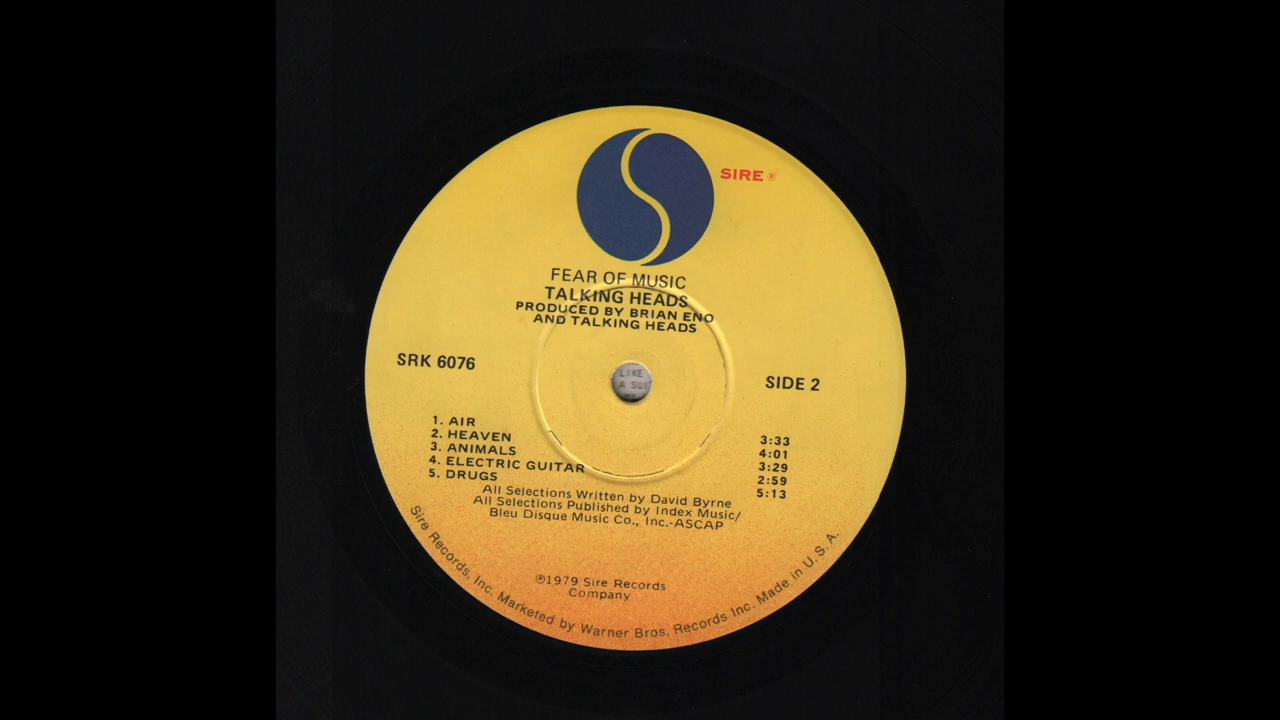 SIRE ®
FEAR OF MUSIC
TALKING HEADS
PRODUCED BY BRIAN ENO
AND TALKING HEADS
SRK 6076
SIDE 2
LIKE
A SUI
1. AIR 3:33
2. HEAVEN 4:01
3. ANIMALS 3:29
4. ELECTRIC GUITAR 2:59
5. DRUGS 5:13
All Selections Written by David Byrne
All Selections Published by Index Music/
Bleu Disque Music Co., Inc.-ASCAP
℗1979 Sire Records
Company
Sire Records, Inc. Marketed by Warner Bros. Records Inc. Made in U.S.A.